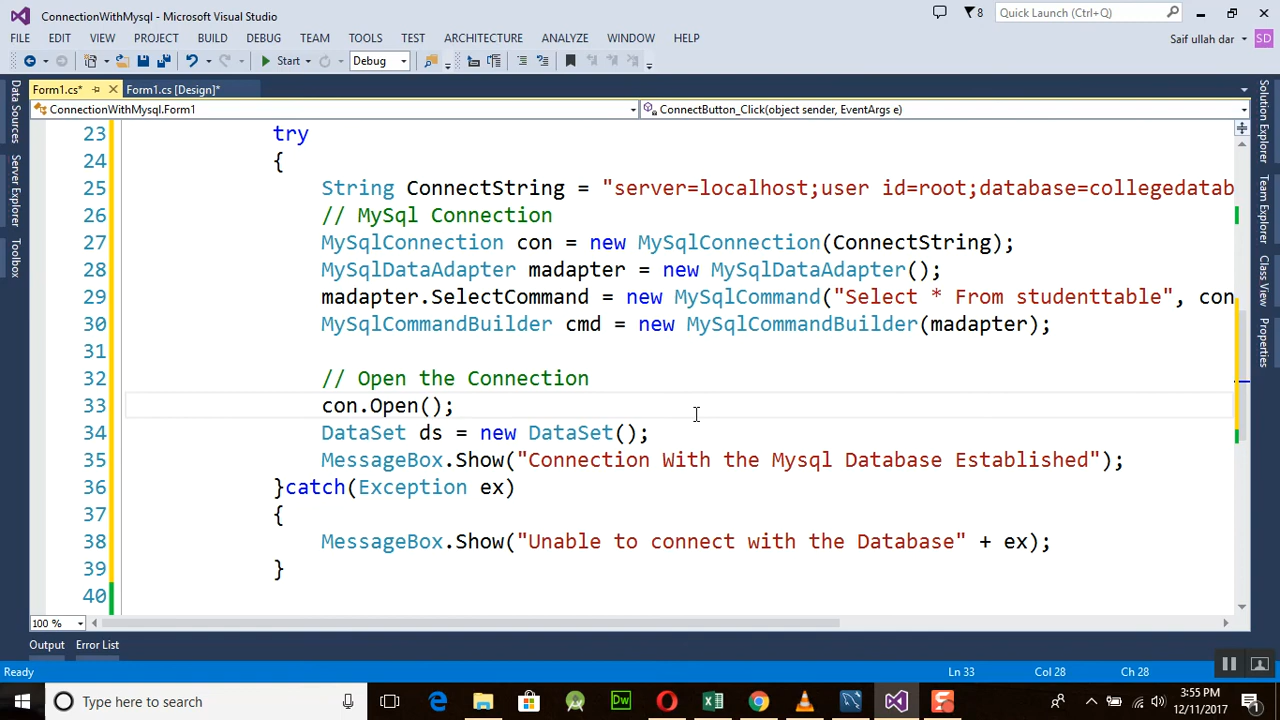 ConnectionWithMysql - Microsoft Visual Studio
8
Quick Launch (Ctrl+Q)
FILE EDIT VIEW PROJECT BUILD DEBUG TEAM TOOLS TEST ARCHITECTURE ANALYZE WINDOW HELP
Saif ullah dar SD
Start Debug
Form1.cs* Form1.cs [Design]*
ConnectionWithMysql.Form1 ConnectButton_Click(object sender, EventArgs e)
Data Sources
Server Explorer
Toolbox
23 try
24 {
25 String ConnectString = "server=localhost;user id=root;database=collegedatab
26 // MySql Connection
27 MySqlConnection con = new MySqlConnection(ConnectString);
28 MySqlDataAdapter madapter = new MySqlDataAdapter();
29 madapter.SelectCommand = new MySqlCommand("Select * From studenttable", con
30 MySqlCommandBuilder cmd = new MySqlCommandBuilder(madapter);
31
32 // Open the Connection
33 con.Open();
34 DataSet ds = new DataSet();
35 MessageBox.Show("Connection With the Mysql Database Established");
36 }catch(Exception ex)
37 {
38 MessageBox.Show("Unable to connect with the Database" + ex);
39 }
40
Solution Explorer
Team Explorer
Class View
Properties
100 %
Output Error List
Ready Ln 33 Col 28 Ch 28
Type here to search
Dw
3:55 PM
12/11/2017
1